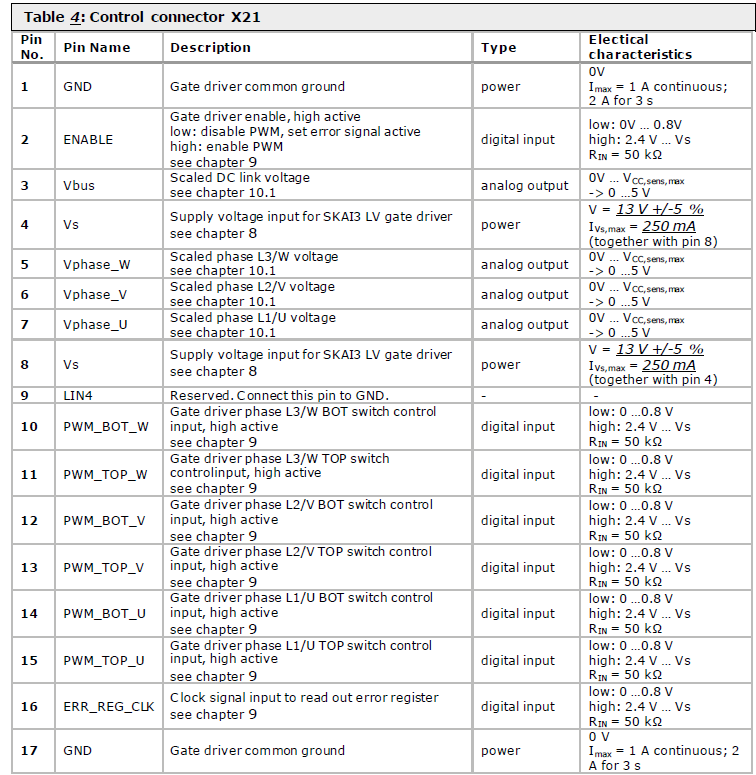 Table 4: Control connector X21
Pin No. Pin Name Description Type Electical characteristics
1 GND Gate driver common ground power 0V
Imax = 1 A continuous;
2 A for 3 s
2 ENABLE Gate driver enable, high active
low: disable PWM, set error signal active
high: enable PWM
see chapter 9 digital input low: 0V ... 0.8V
high: 2.4 V ... Vs
RIN = 50 kΩ
3 Vbus Scaled DC link voltage
see chapter 10.1 analog output 0V ... VCC,sens,max
-> 0 ...5 V
4 Vs Supply voltage input for SKAI3 LV gate driver
see chapter 8 power V = 13 V +/-5 %
IVs,max = 250 mA
(together with pin 8)
5 Vphase_W Scaled phase L3/W voltage
see chapter 10.1 analog output 0V ... VCC,sens,max
-> 0 ...5 V
6 Vphase_V Scaled phase L2/V voltage
see chapter 10.1 analog output 0V ... VCC,sens,max
-> 0 ...5 V
7 Vphase_U Scaled phase L1/U voltage
see chapter 10.1 analog output 0V ... VCC,sens,max
-> 0 ...5 V
8 Vs Supply voltage input for SKAI3 LV gate driver
see chapter 8 power V = 13 V +/-5 %
IVs,max = 250 mA
(together with pin 4)
9 LIN4 Reserved. Connect this pin to GND. - -
10 PWM_BOT_W Gate driver phase L3/W BOT switch control
input, high active
see chapter 9 digital input low: 0 ...0.8 V
high: 2.4 V ... Vs
RIN = 50 kΩ
11 PWM_TOP_W Gate driver phase L3/W TOP switch
controlinput, high active
see chapter 9 digital input low: 0 ...0.8 V
high: 2.4 V ... Vs
RIN = 50 kΩ
12 PWM_BOT_V Gate driver phase L2/V BOT switch control
input, high active
see chapter 9 digital input low: 0 ...0.8 V
high: 2.4 V ... Vs
RIN = 50 kΩ
13 PWM_TOP_V Gate driver phase L2/V TOP switch control
input, high active
see chapter 9 digital input low: 0 ...0.8 V
high: 2.4 V ... Vs
RIN = 50 kΩ
14 PWM_BOT_U Gate driver phase L1/U BOT switch control
input, high active
see chapter 9 digital input low: 0 ...0.8 V
high: 2.4 V ... Vs
RIN = 50 kΩ
15 PWM_TOP_U Gate driver phase L1/U TOP switch control
input, high active
see chapter 9 digital input low: 0 ...0.8 V
high: 2.4 V ... Vs
RIN = 50 kΩ
16 ERR_REG_CLK Clock signal input to read out error register
see chapter 9 digital input low: 0 ...0.8 V
high: 2.4 V ... Vs
RIN = 50 kΩ
17 GND Gate driver common ground power 0 V
Imax = 1 A continuous; 2
A for 3 s